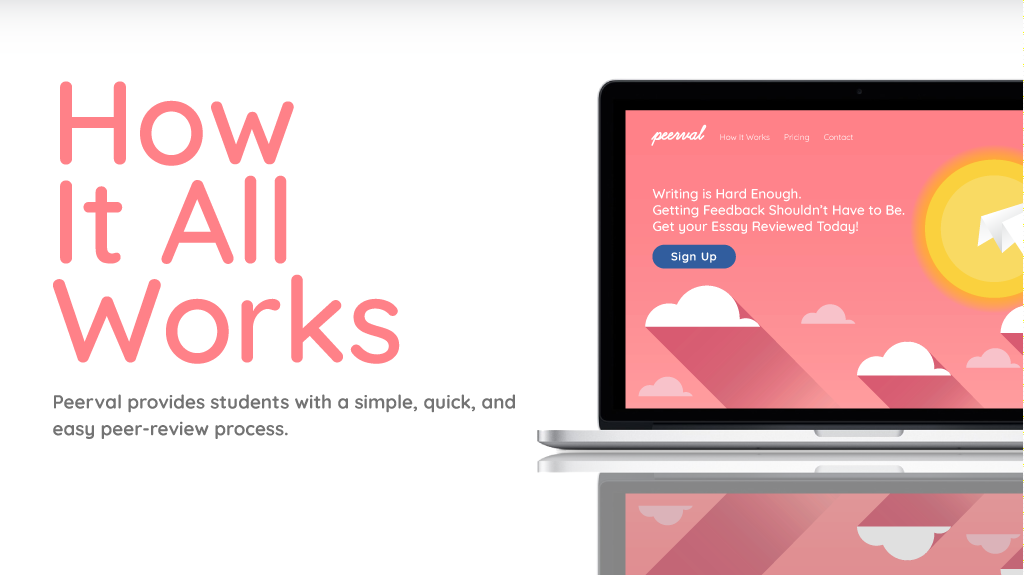 How
It All
Works
Peerval provides students with a simple, quick, and
easy peer-review process.
peerval How It Works Pricing Contact
Writing is Hard Enough.
Getting Feedback Shouldn't Have to Be.
Get your Essay Reviewed Today!
Sign Up